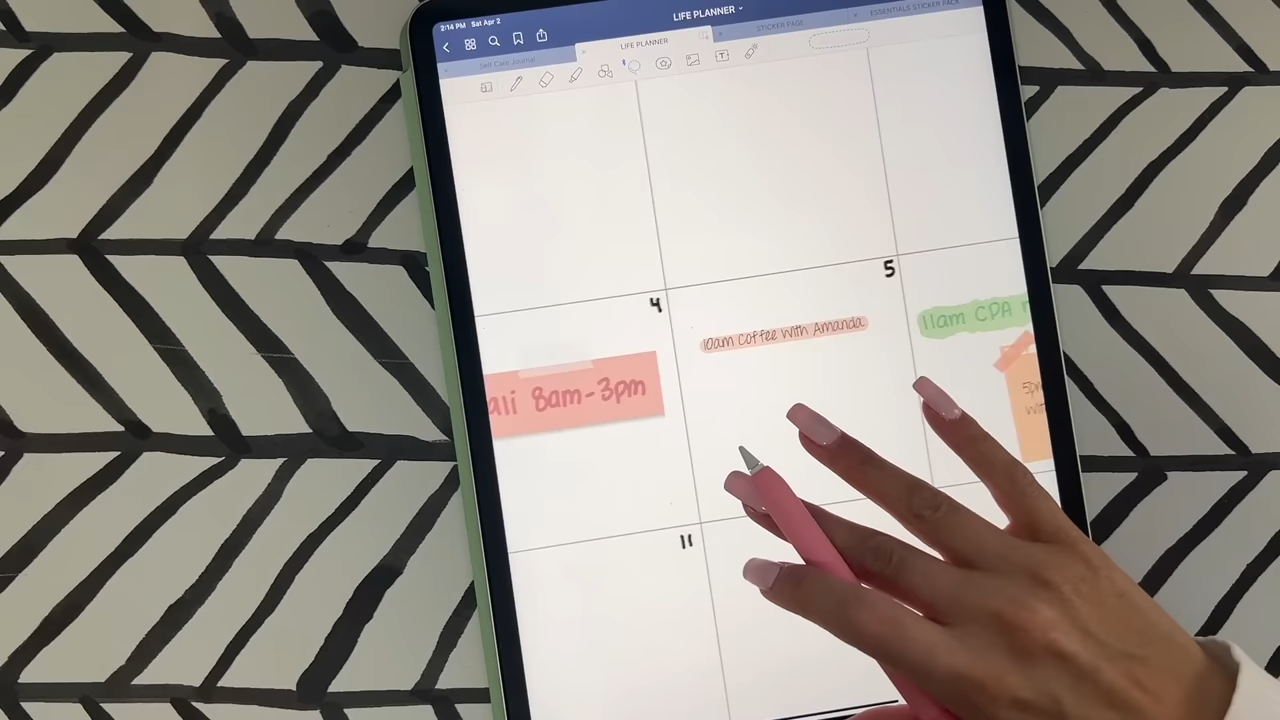 2:14 PM Sat Apr 2
LIFE PLANNER
Self Care Journal
LIFE PLANNER
STICKER PAGE
ESSENTIALS STICKER PACK
4
5
ali 8am-3pm
10am Coffee with Amanda
11am CPA
11